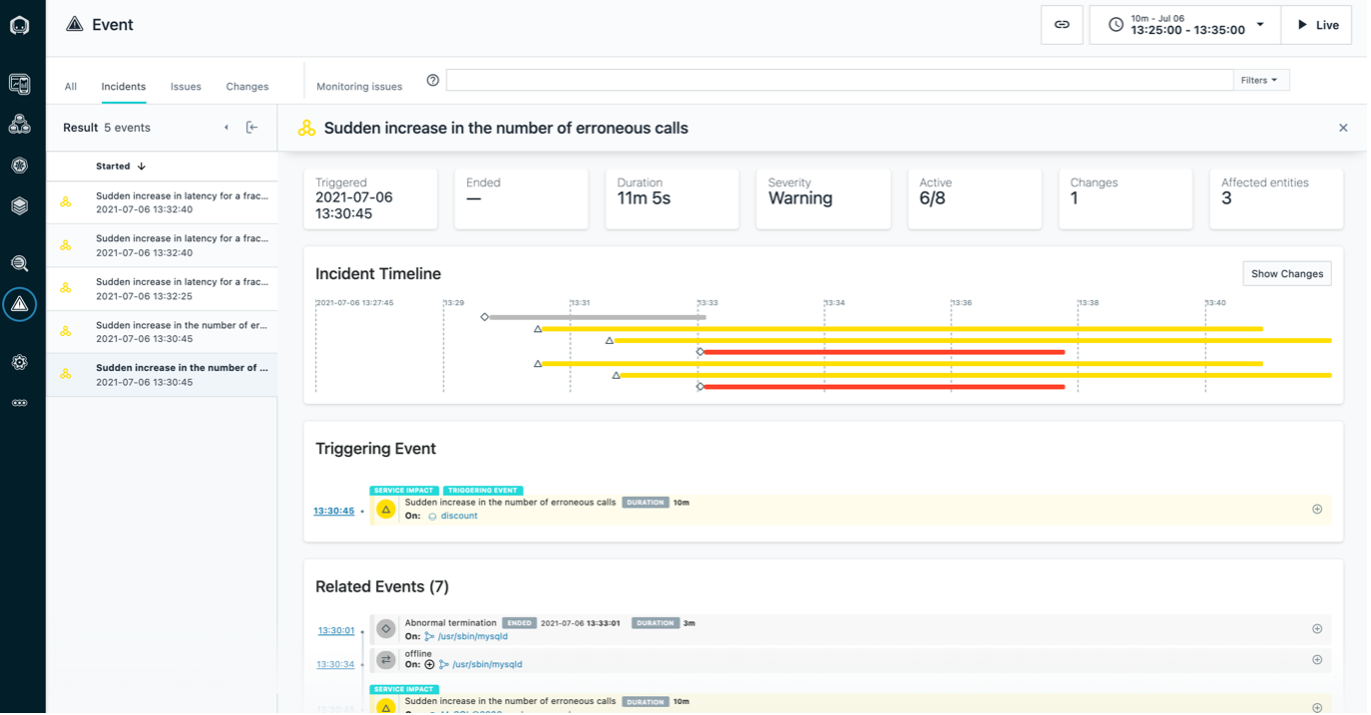 Event
10m - Jul 06
13:25:00 - 13:35:00
Live
All
Incidents
Issues
Changes
Monitoring issues
Filters
Result 5 events
Started
Sudden increase in latency for a frac...
2021-07-06 13:32:40
Sudden increase in latency for a frac...
2021-07-06 13:32:40
Sudden increase in latency for a frac...
2021-07-06 13:32:25
Sudden increase in the number of er...
2021-07-06 13:30:45
Sudden increase in the number of ...
2021-07-06 13:30:45
Sudden increase in the number of erroneous calls
Triggered
2021-07-06
13:30:45
Ended
—
Duration
11m 5s
Severity
Warning
Active
6/8
Changes
1
Affected entities
3
Incident Timeline
Show Changes
2021-07-06 13:27:45
13:29
13:31
13:33
13:34
13:36
13:38
13:40
Triggering Event
SERVICE IMPACT TRIGGERING EVENT
13:30:45
Sudden increase in the number of erroneous calls DURATION 10m
On: discount
Related Events (7)
13:30:01
Abnormal termination ENDED 2021-07-06 13:33:01 DURATION 3m
On: /usr/sbin/mysqld
13:30:34
offline
On: /usr/sbin/mysqld
SERVICE IMPACT
13:30:45
Sudden increase in the number of erroneous calls DURATION 10m